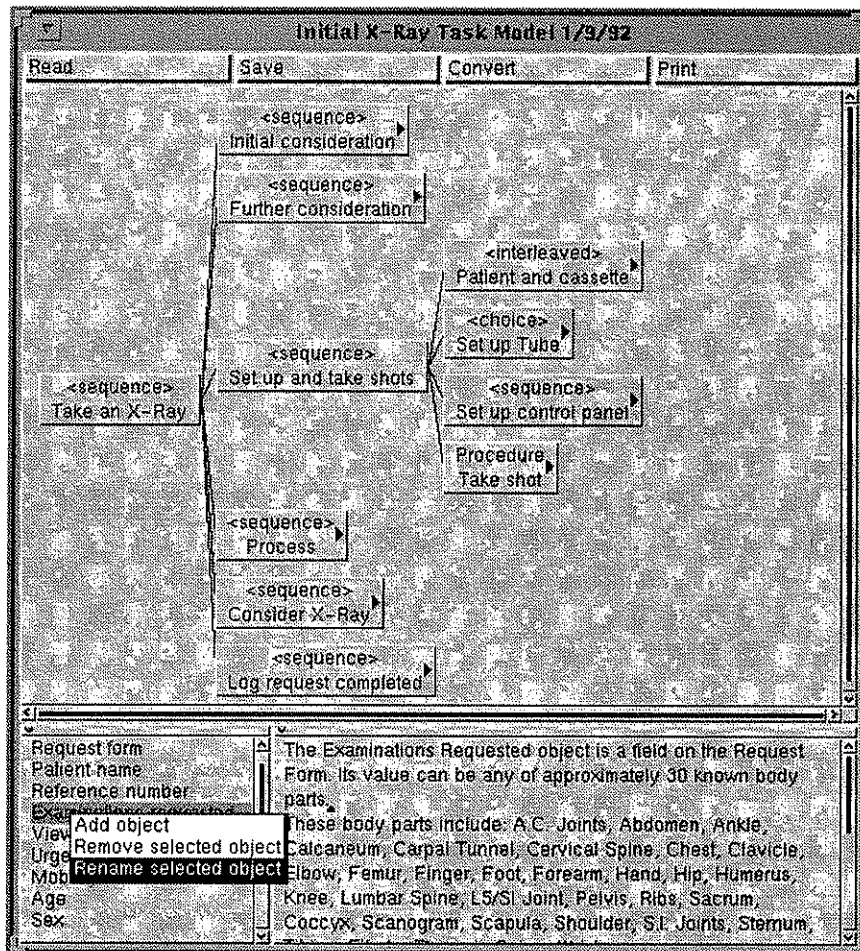 Initial X-Ray Task Model 1/9/92
Read
Save
Convert
Print
<sequence>
Initial consideration
<sequence>
Further consideration
<interleaved>
Patient and cassette
<choice>
Set up Tube
<sequence>
Set up and take shots
<sequence>
Take an X-Ray
<sequence>
Set up control panel
Procedure
Take shot
<sequence>
Process
<sequence>
Consider X-Ray
<sequence>
Log request completed
Request form
Patient name
Reference number
Examinations requested
View
Urge
Mob
Age
Sex
Add object
Remove selected object
Rename selected object
The Examinations Requested object is a field on the Request
Form. Its value can be any of approximately 30 known body
parts.
These body parts include: A.C. Joints, Abdomen, Ankle,
Calcaneum, Carpal Tunnel, Cervical Spine, Chest, Clavicle,
Elbow, Femur, Finger, Foot, Forearm, Hand, Hip, Humerus,
Knee, Lumbar Spine, L5/SI Joint, Pelvis, Ribs, Sacrum,
Coccyx, Scanogram, Scapula, Shoulder, S.I. Joints, Sternum,